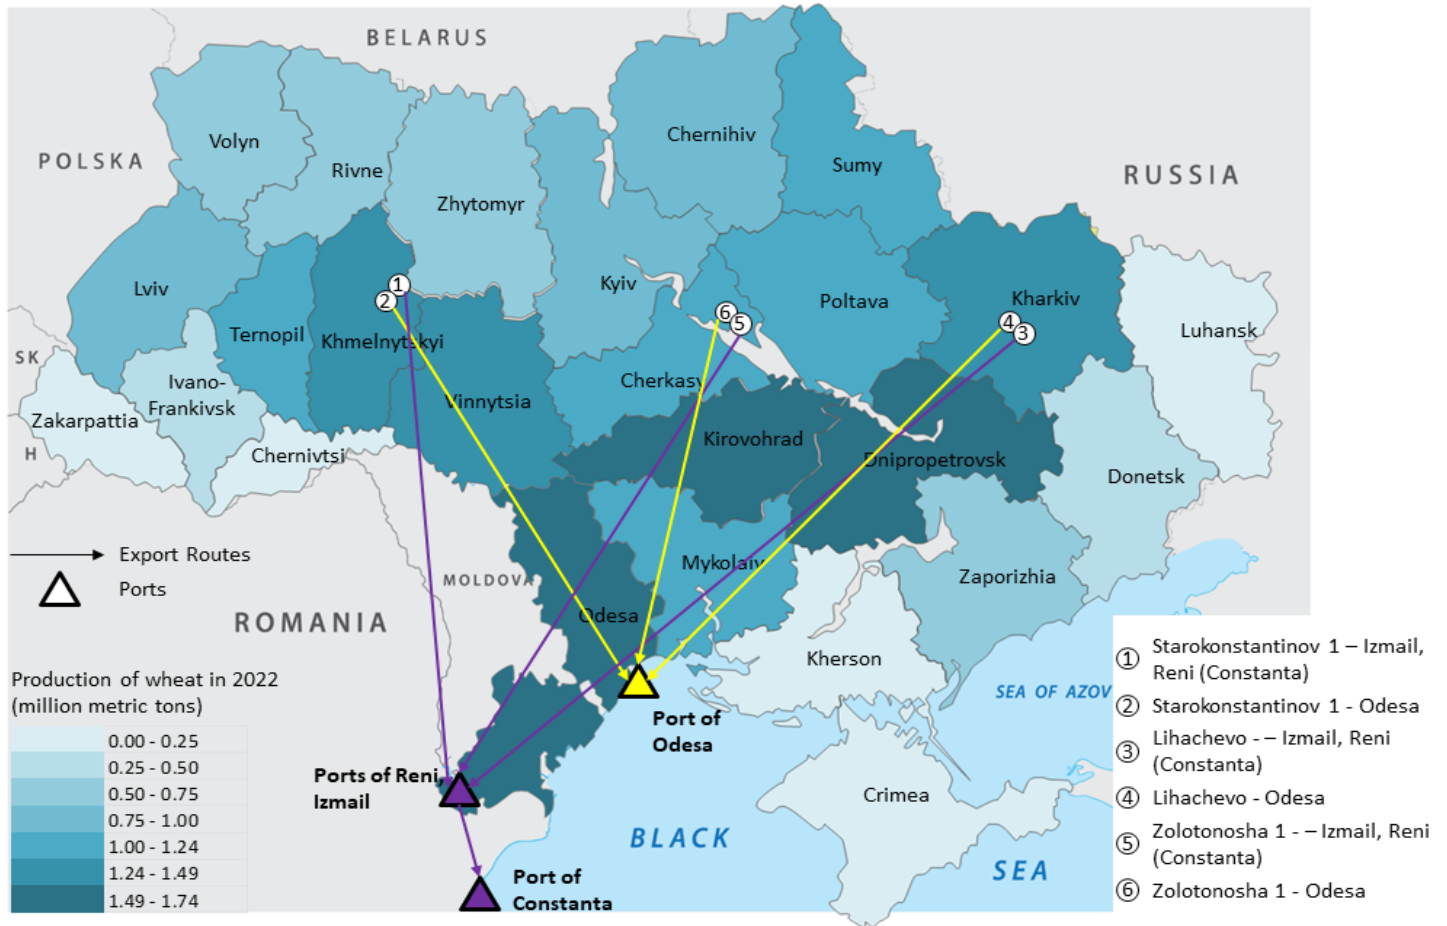 BELARUS
POLSKA
RUSSIA
Volyn
Rivne
Zhytomyr
Chernihiv
Sumy
Lviv
Ternopil
Khmelnytskyi
Kyiv
Poltava
Kharkiv
Luhansk
SK
Ivano-
Frankivsk
Zakarpattia
H
Chernivtsi
Vinnytsia
Cherkasy
Kirovohrad
Dnipropetrovsk
Donetsk
1
2
6
5
4
3
Export Routes
Ports
MOLDOVA
ROMANIA
Odesa
Mykolaiv
Zaporizhia
Kherson
SEA OF AZOV
Crimea
BLACK
SEA
Port of
Odesa
Ports of Reni,
Izmail
Port of
Constanta
Production of wheat in 2022
(million metric tons)
0.00 - 0.25
0.25 - 0.50
0.50 - 0.75
0.75 - 1.00
1.00 - 1.24
1.24 - 1.49
1.49 - 1.74
1 Starokonstantinov 1 – Izmail,
Reni (Constanta)
2 Starokonstantinov 1 - Odesa
3 Lihachevo - – Izmail, Reni
(Constanta)
4 Lihachevo - Odesa
5 Zolotonosha 1 - – Izmail, Reni
(Constanta)
6 Zolotonosha 1 - Odesa